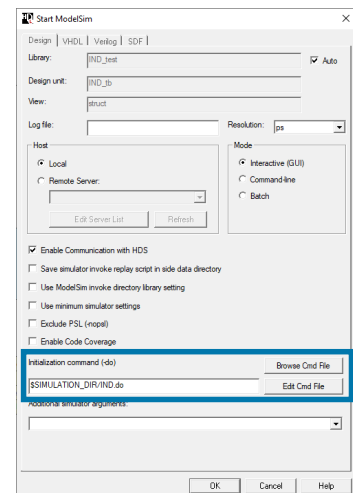 HDS Start ModelSim
Design VHDL Verilog SDF
Library: IND_test Auto
Design unit: IND_tb
View: struct
Log file: Resolution: ps
Host Mode
Local Interactive (GUI)
Remote Server: Command-line
Batch
Edit Server List Refresh
Enable Communication with HDS
Save simulator invoke replay script in side data directory
Use ModelSim invoke directory library setting
Use minimum simulator settings
Exclude PSL (-nopsl)
Enable Code Coverage
Initialization command (-do) Browse Cmd File
$SIMULATION_DIR/IND.do Edit Cmd File
Additional simulator arguments:
OK Cancel Help